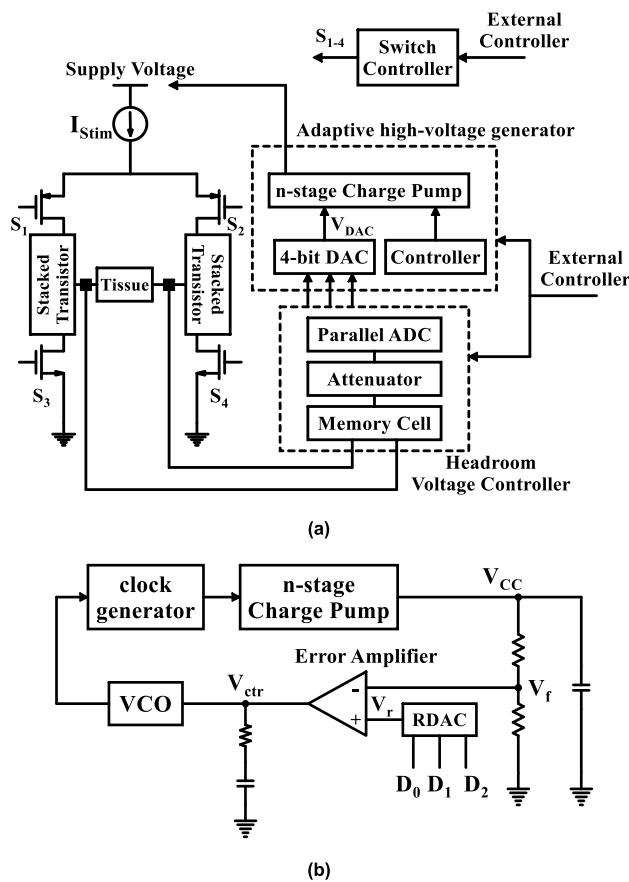 External
Controller
S1-4
Switch
Controller
Supply Voltage
IStim
Adaptive high-voltage generator
n-stage Charge Pump
S1
S2
VDAC
4-bit DAC
Controller
Stacked
Transistor
Tissue
Stacked
Transistor
External
Controller
Parallel ADC
Attenuator
Memory Cell
S3
S4
Headroom
Voltage Controller
(a)
clock
generator
n-stage
Charge Pump
VCC
Error Amplifier
VCO
Vctr
-
+
Vr
Vf
RDAC
D0 D1 D2
(b)